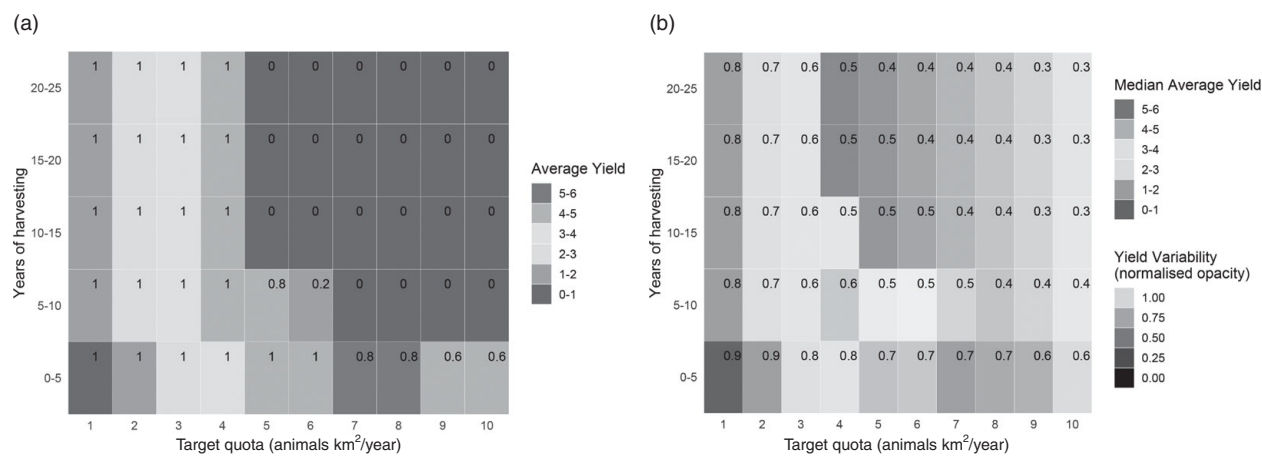 (a)
Years of harvesting
20-25 1 1 1 1 0 0 0 0 0 0
15-20 1 1 1 1 0 0 0 0 0 0
10-15 1 1 1 1 0 0 0 0 0 0
5-10 1 1 1 1 0.8 0.2 0 0 0 0
0-5 1 1 1 1 1 1 0.8 0.8 0.6 0.6
1 2 3 4 5 6 7 8 9 10
Target quota (animals km²/year)
Average Yield
5-6
4-5
3-4
2-3
1-2
0-1
(b)
Years of harvesting
20-25 0.8 0.7 0.6 0.5 0.4 0.4 0.4 0.4 0.3 0.3
15-20 0.8 0.7 0.6 0.5 0.5 0.4 0.4 0.4 0.3 0.3
10-15 0.8 0.7 0.6 0.5 0.5 0.5 0.4 0.4 0.3 0.3
5-10 0.8 0.7 0.6 0.6 0.5 0.5 0.5 0.4 0.4 0.4
0-5 0.9 0.9 0.8 0.8 0.7 0.7 0.7 0.7 0.6 0.6
1 2 3 4 5 6 7 8 9 10
Target quota (animals km²/year)
Median Average Yield
5-6
4-5
3-4
2-3
1-2
0-1
Yield Variability
(normalised opacity)
1.00
0.75
0.50
0.25
0.00